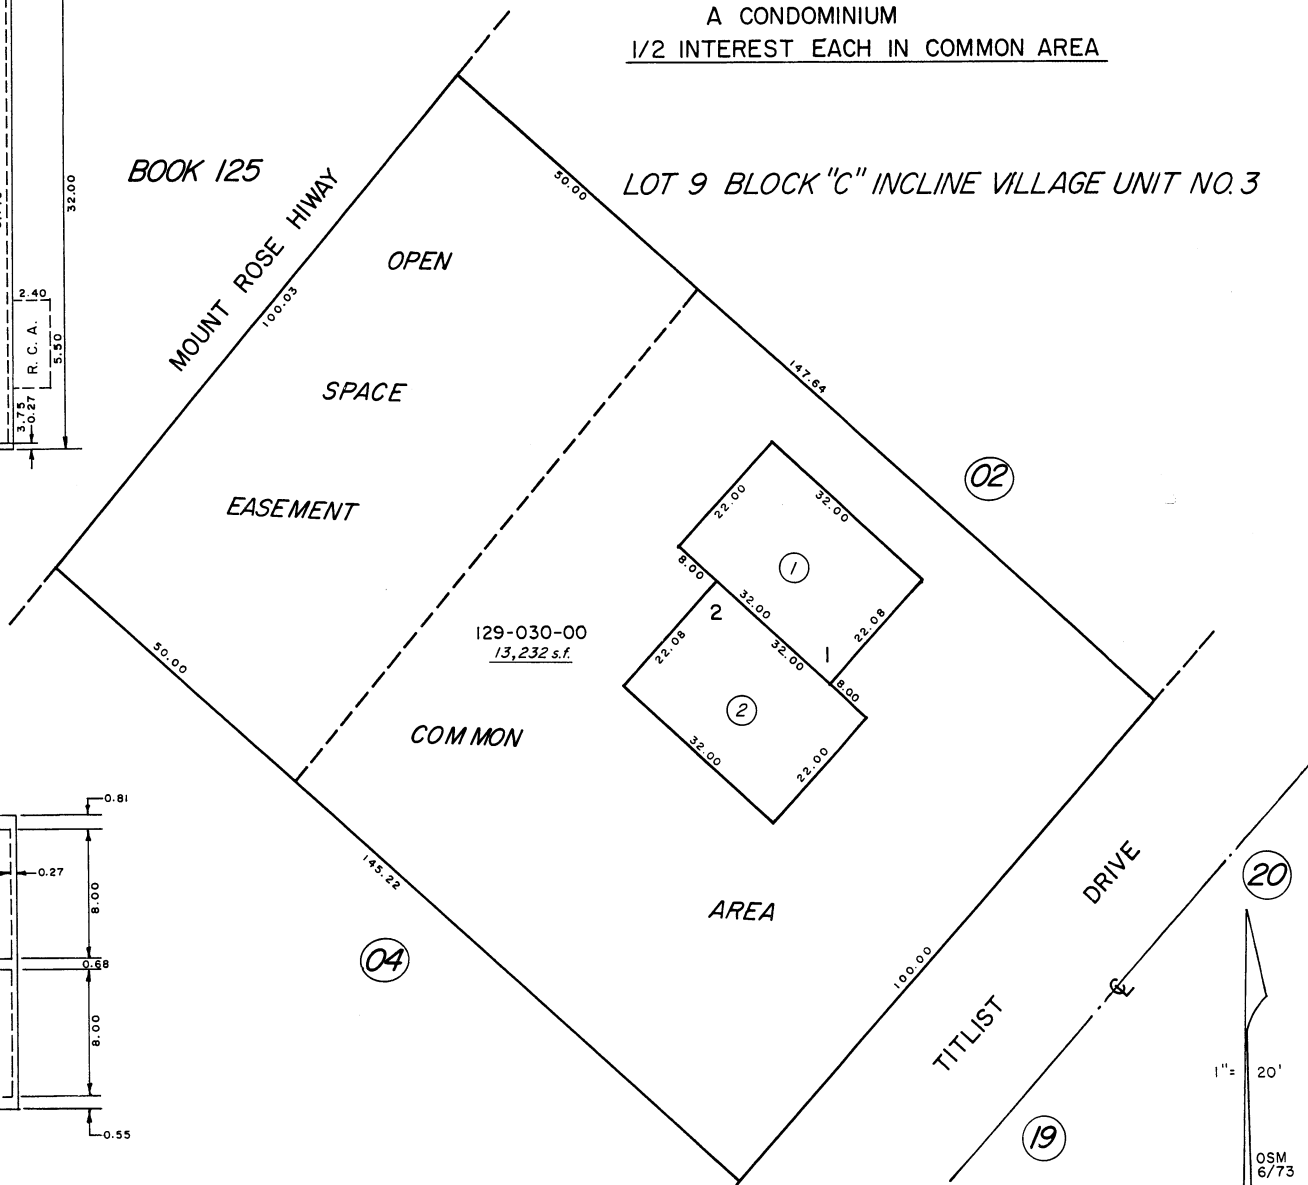 A CONDOMINIUM
1/2 INTEREST EACH IN COMMON AREA
BOOK 125
LOT 9 BLOCK "C" INCLINE VILLAGE UNIT NO. 3
MOUNT ROSE HIWAY
100.03
50.00
147.64
OPEN
SPACE
EASEMENT
32.00
2.40
R. C. A.
5.50
3.75
0.27
02
22.00
32.00
1
8.00
32.00
22.08
1
2
22.08
32.00
8.00
2
32.00
22.00
129-030-00
13,232 s.f.
50.00
COMMON
AREA
145.22
04
100.00
TITLIST DRIVE
℄
20
19
0.81
0.27
8.00
0.68
8.00
0.55
1"= 20'
OSM
6/73